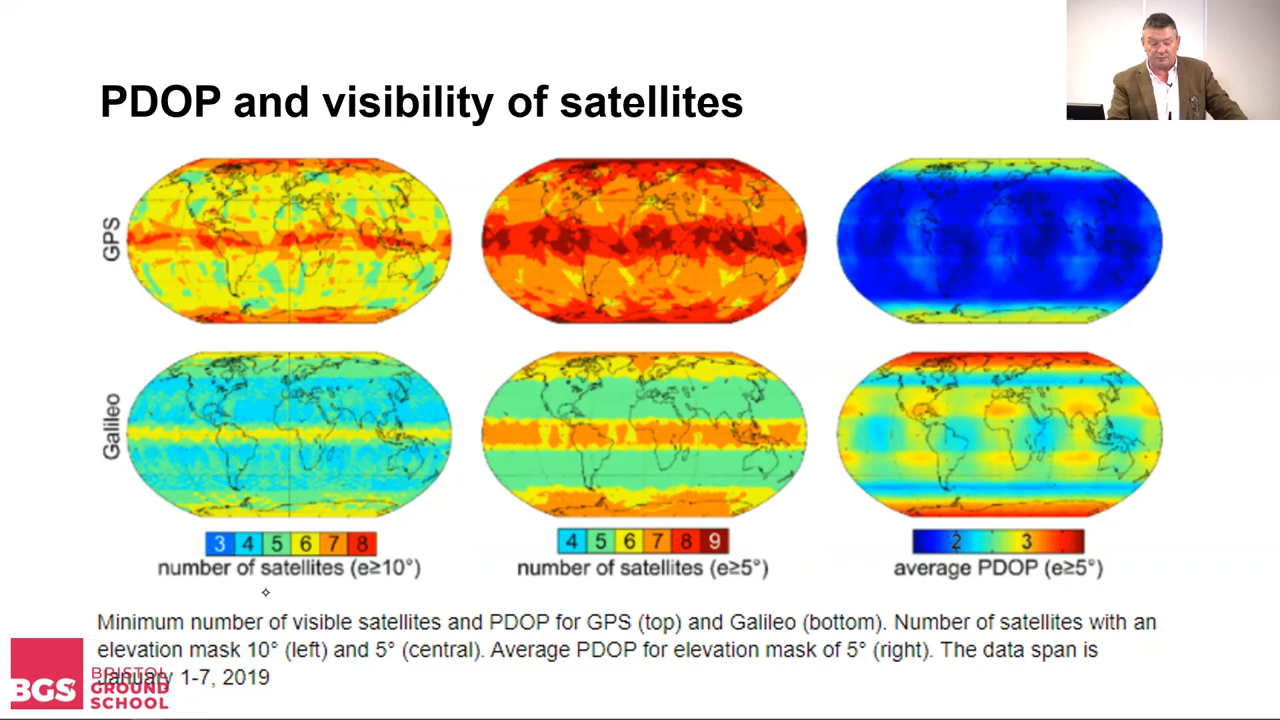 PDOP and visibility of satellites
GPS
Galileo
3 4 5 6 7 8
number of satellites (e≥10°)
4 5 6 7 8 9
number of satellites (e≥5°)
2 3
average PDOP (e≥5°)
Minimum number of visible satellites and PDOP for GPS (top) and Galileo (bottom). Number of satellites with an
elevation mask 10° (left) and 5° (central). Average PDOP for elevation mask of 5° (right). The data span is
January 1-7, 2019
BGS
BRISTOL
GROUND
SCHOOL